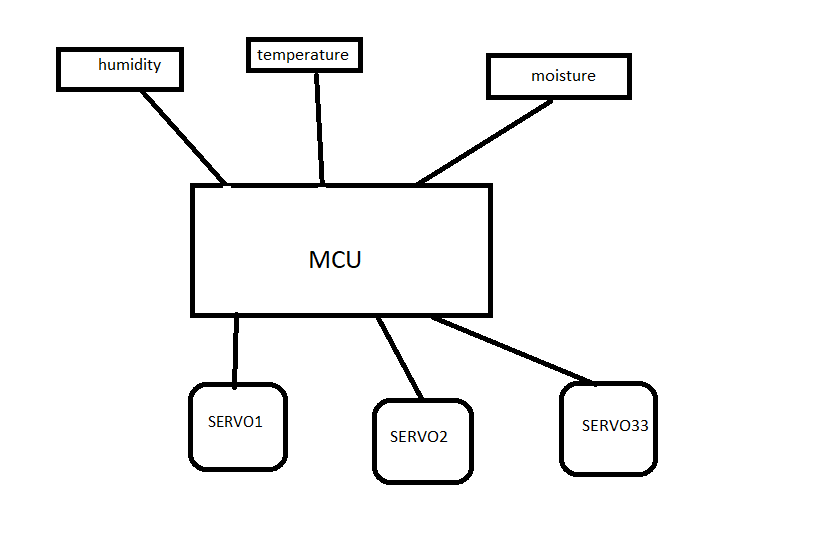 humidity
temperature
moisture
MCU
SERVO1
SERVO2
SERVO33